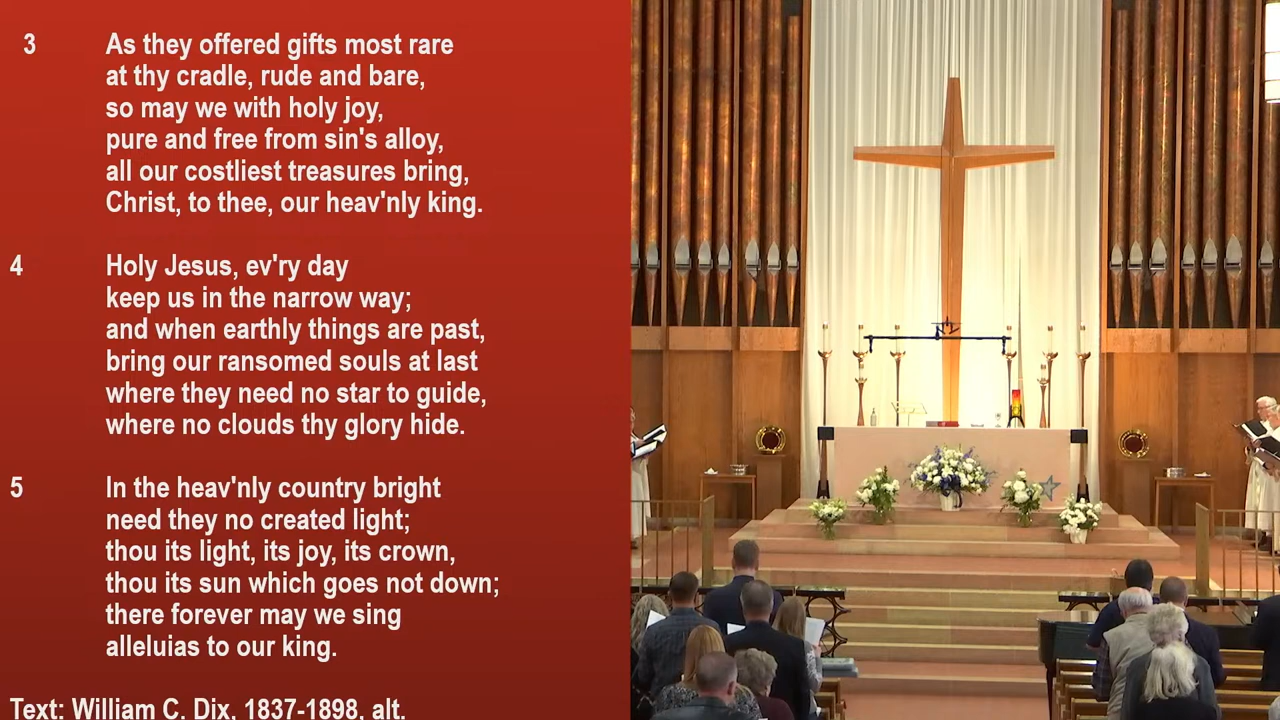 3 As they offered gifts most rare
at thy cradle, rude and bare,
so may we with holy joy,
pure and free from sin's alloy,
all our costliest treasures bring,
Christ, to thee, our heav'nly king.
4 Holy Jesus, ev'ry day
keep us in the narrow way;
and when earthly things are past,
bring our ransomed souls at last
where they need no star to guide,
where no clouds thy glory hide.
5 In the heav'nly country bright
need they no created light;
thou its light, its joy, its crown,
thou its sun which goes not down;
there forever may we sing
alleluias to our king.
Text: William C. Dix, 1837-1898, alt.